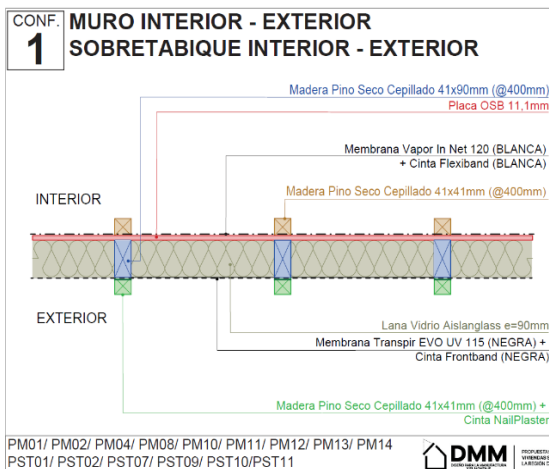 CONF.
1
MURO INTERIOR - EXTERIOR
SOBRETABIQUE INTERIOR - EXTERIOR
Madera Pino Seco Cepillado 41x90mm (@400mm)
Placa OSB 11,1mm
Membrana Vapor In Net 120 (BLANCA)
+ Cinta Flexiband (BLANCA)
INTERIOR
Madera Pino Seco Cepillado 41x41mm (@400mm)
EXTERIOR
Lana Vidrio Aislanglass e=90mm
Membrana Transpir EVO UV 115 (NEGRA) +
Cinta Frontband (NEGRA)
Madera Pino Seco Cepillado 41x41mm (@400mm) +
Cinta NailPlaster
PM01/ PM02/ PM04/ PM08/ PM10/ PM11/ PM12/ PM13/ PM14
PST01/ PST02/ PST07/ PST09/ PST10/PST11
DMM